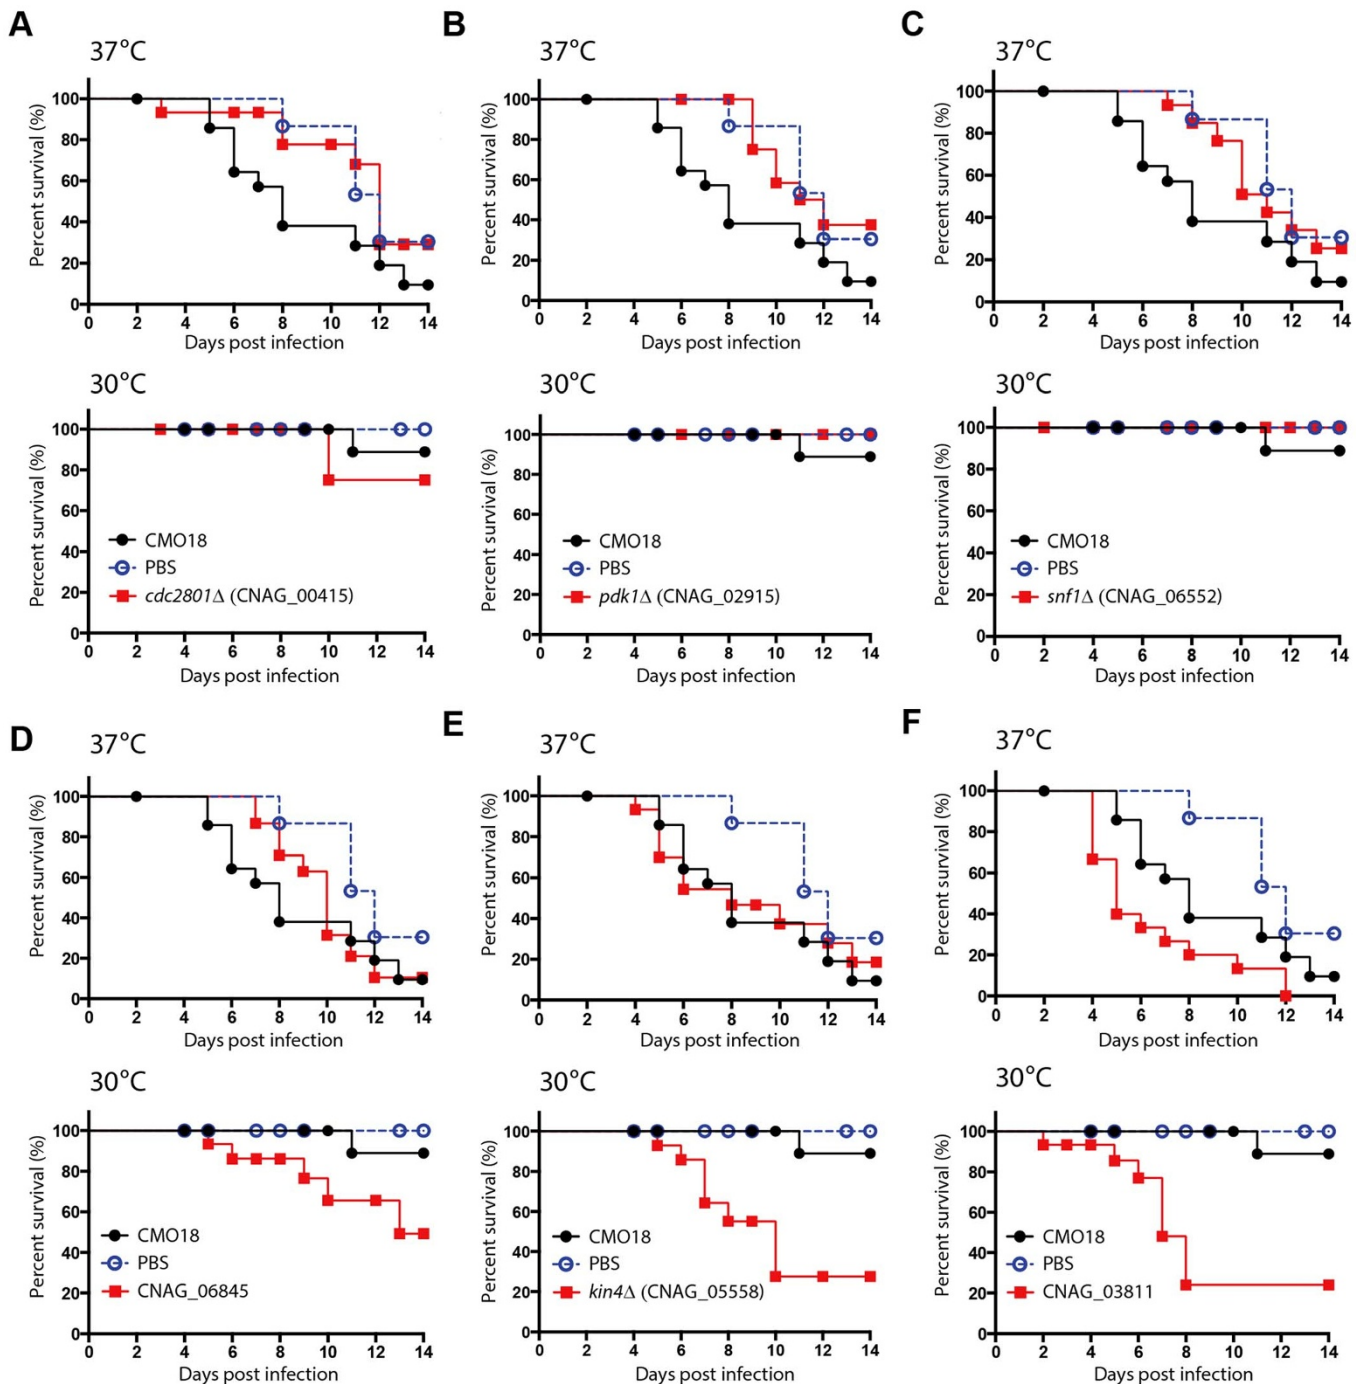 A
37°C
Percent survival (%)
100
80
60
40
20
0
0 2 4 6 8 10 12 14
Days post infection
30°C
Percent survival (%)
100
80
60
40
20
0
CMO18
PBS
cdc2801Δ (CNAG_00415)
0 2 4 6 8 10 12 14
Days post infection
B
37°C
Percent survival (%)
100
80
60
40
20
0
0 2 4 6 8 10 12 14
Days post infection
30°C
Percent survival (%)
100
80
60
40
20
0
CMO18
PBS
pdk1Δ (CNAG_02915)
0 2 4 6 8 10 12 14
Days post infection
C
37°C
Percent survival (%)
100
80
60
40
20
0
0 2 4 6 8 10 12 14
Days post infection
30°C
Percent survival (%)
100
80
60
40
20
0
CMO18
PBS
snf1Δ (CNAG_06552)
0 2 4 6 8 10 12 14
Days post infection
D
37°C
Percent survival (%)
100
80
60
40
20
0
0 2 4 6 8 10 12 14
Days post infection
30°C
Percent survival (%)
100
80
60
40
20
0
CMO18
PBS
CNAG_06845
0 2 4 6 8 10 12 14
Days post infection
E
37°C
Percent survival (%)
100
80
60
40
20
0
0 2 4 6 8 10 12 14
Days post infection
30°C
Percent survival (%)
100
80
60
40
20
0
CMO18
PBS
kin4Δ (CNAG_05558)
0 2 4 6 8 10 12 14
Days post infection
F
37°C
Percent survival (%)
100
80
60
40
20
0
0 2 4 6 8 10 12 14
Days post infection
30°C
Percent survival (%)
100
80
60
40
20
0
CMO18
PBS
CNAG_03811
0 2 4 6 8 10 12 14
Days post infection